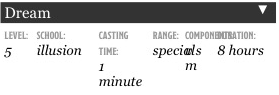 Dream ▼
LEVEL: SCHOOL: CASTING TIME: RANGE: COMPONENTS: DURATION:
5 illusion 1 minute special s m 8 hours